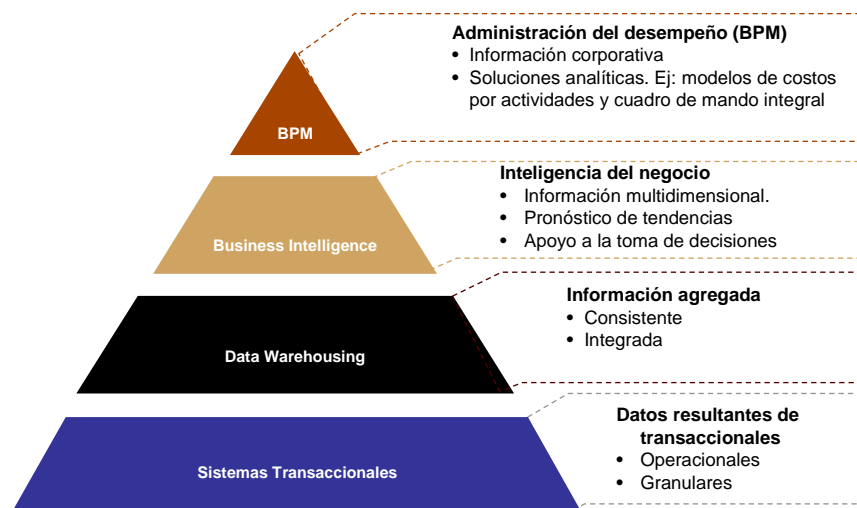 Administración del desempeño (BPM)
• Información corporativa
• Soluciones analíticas. Ej: modelos de costos
por actividades y cuadro de mando integral
BPM
Inteligencia del negocio
• Información multidimensional.
• Pronóstico de tendencias
• Apoyo a la toma de decisiones
Business Intelligence
Información agregada
• Consistente
• Integrada
Data Warehousing
Datos resultantes de
transaccionales
• Operacionales
• Granulares
Sistemas Transaccionales